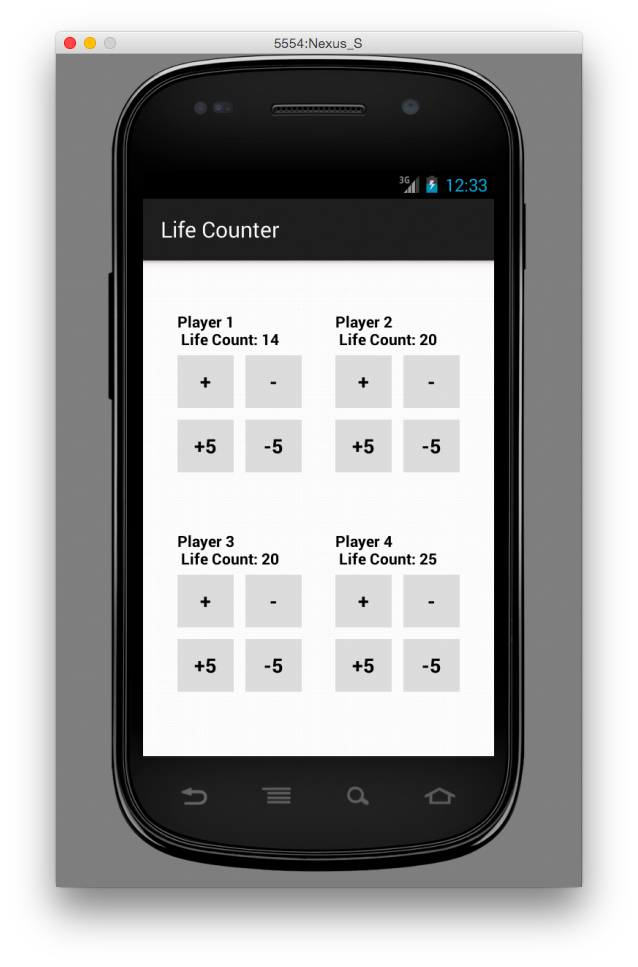 5554:Nexus_S
3G 12:33
Life Counter
Player 1
Life Count: 14
+ -
+5 -5
Player 2
Life Count: 20
+ -
+5 -5
Player 3
Life Count: 20
+ -
+5 -5
Player 4
Life Count: 25
+ -
+5 -5